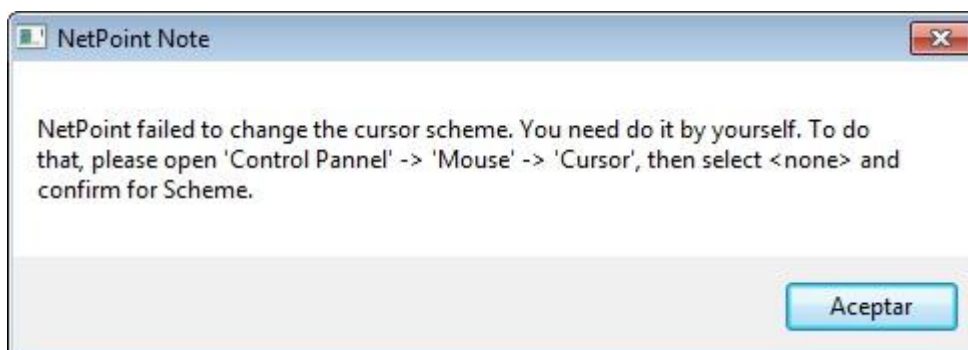 NetPoint Note
NetPoint failed to change the cursor scheme. You need do it by yourself. To do
that, please open 'Control Pannel' -> 'Mouse' -> 'Cursor', then select <none> and
confirm for Scheme.
Aceptar